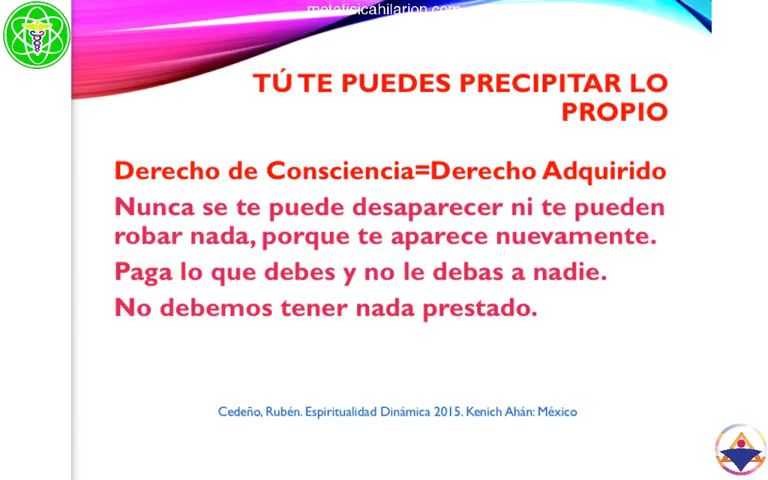 metafisicahilarion.com
TÚ TE PUEDES PRECIPITAR LO
PROPIO
Derecho de Consciencia=Derecho Adquirido
Nunca se te puede desaparecer ni te pueden
robar nada, porque te aparece nuevamente.
Paga lo que debes y no le debas a nadie.
No debemos tener nada prestado.
Cedeño, Rubén. Espiritualidad Dinámica 2015. Kenich Ahán: México